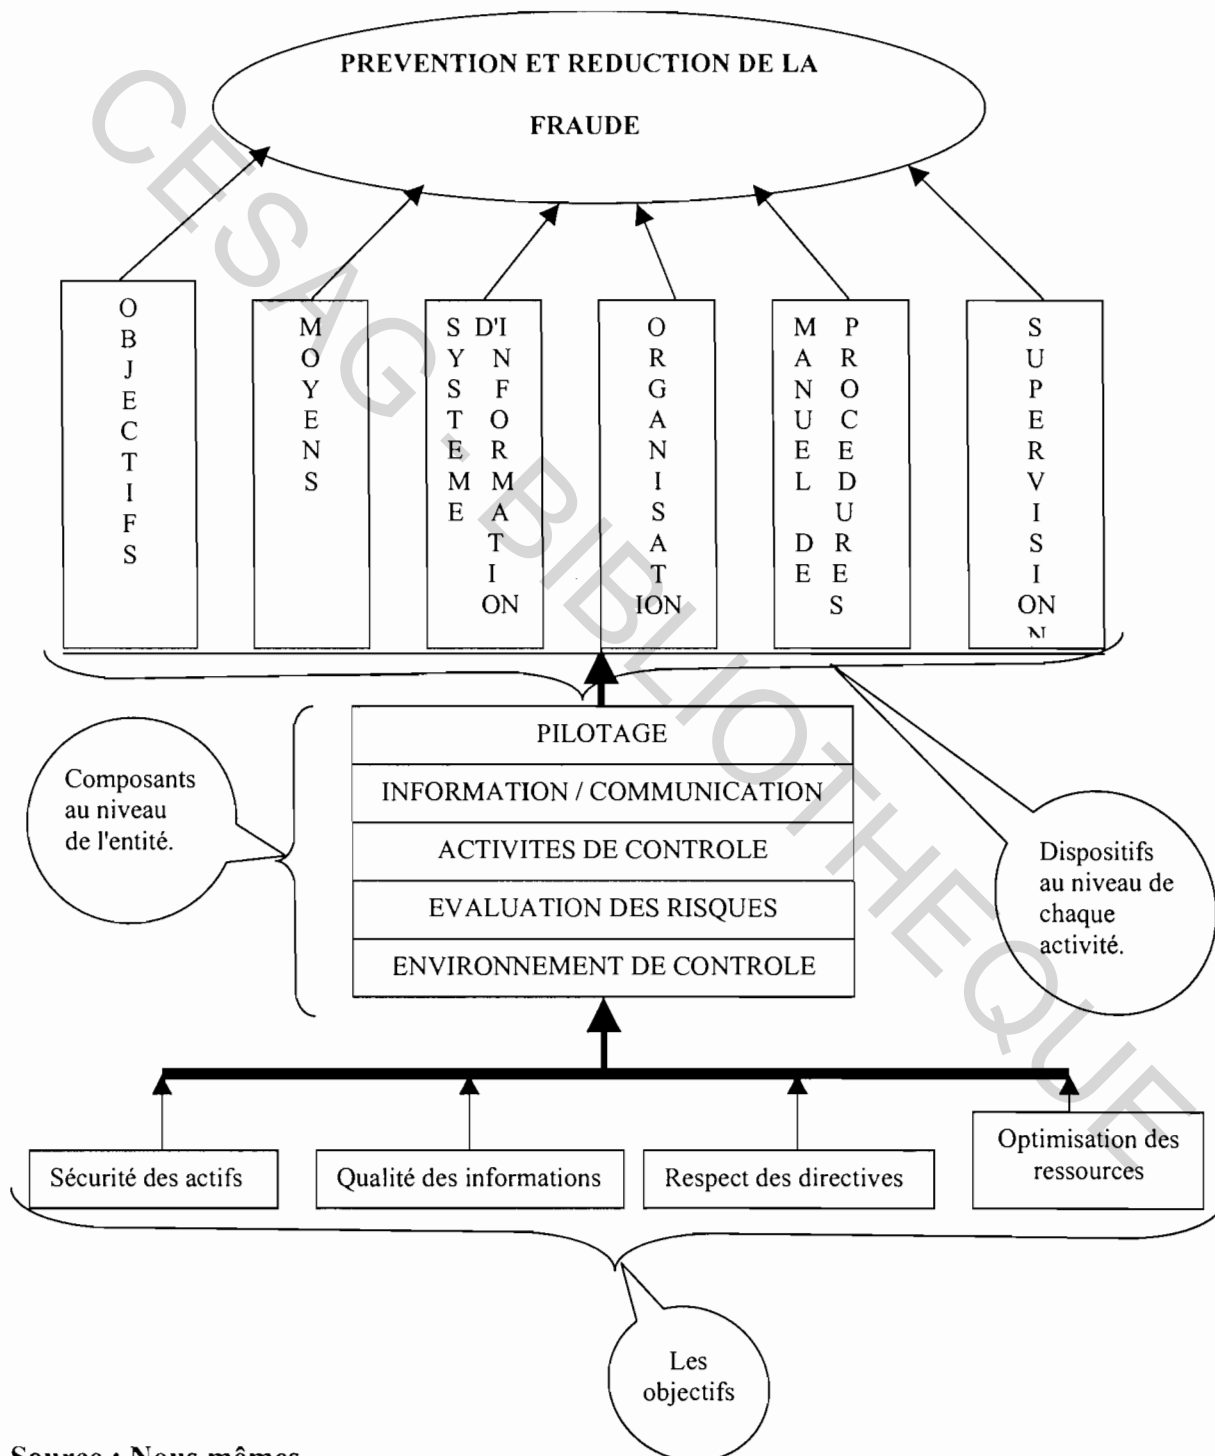 PREVENTION ET REDUCTION DE LA
FRAUDE
OBJECTIFS
MOYENS
SYSTEME D'INFORMATION
ORGANISATION
MANUEL DE PROCEDURES
SUPERVISIONN
PILOTAGE
INFORMATION / COMMUNICATION
ACTIVITES DE CONTROLE
EVALUATION DES RISQUES
ENVIRONNEMENT DE CONTROLE
Composants
au niveau
de l'entité.
Dispositifs
au niveau de
chaque
activité.
Sécurité des actifs
Qualité des informations
Respect des directives
Optimisation des
ressources
Les
objectifs
Source : Nous mêmes
CESAG - BIBLIOTHEQUE